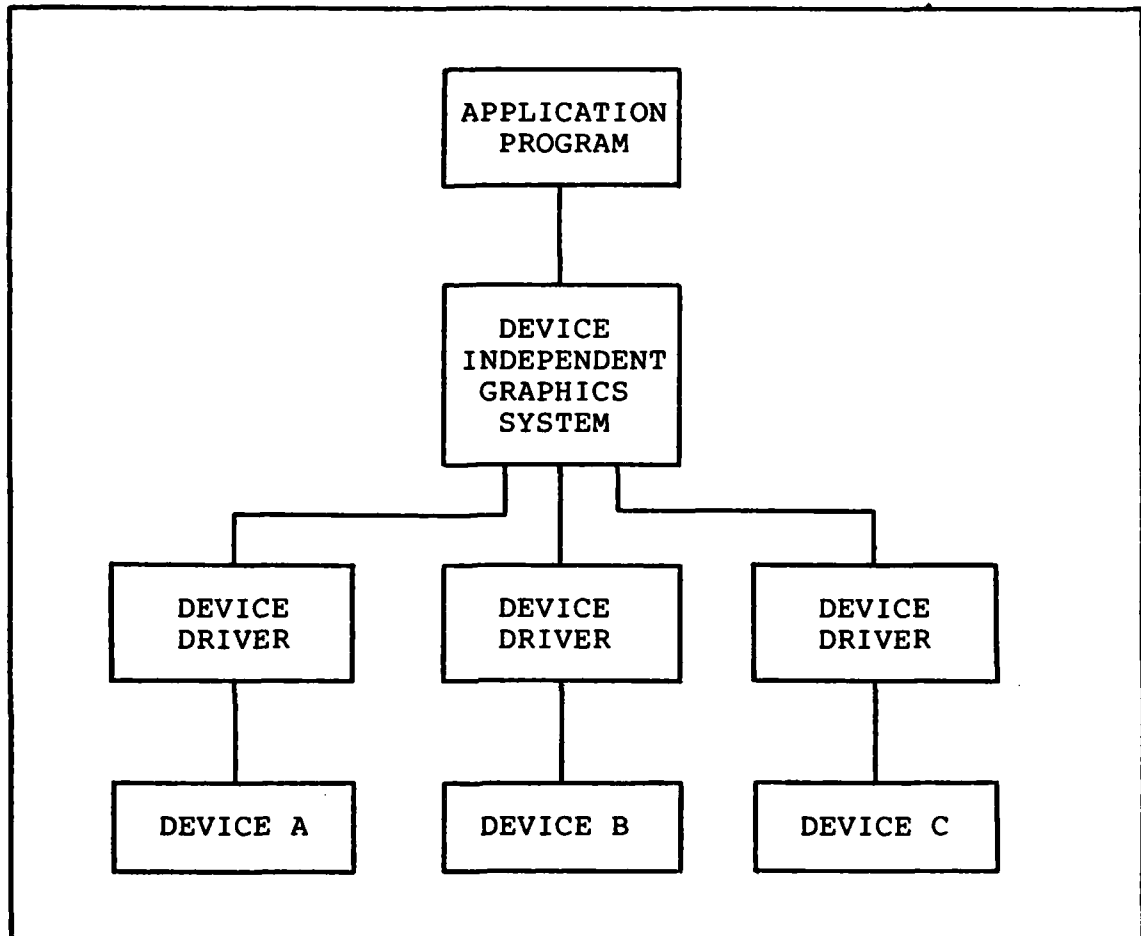 APPLICATION
PROGRAM
DEVICE
INDEPENDENT
GRAPHICS
SYSTEM
DEVICE
DRIVER
DEVICE
DRIVER
DEVICE
DRIVER
DEVICE A
DEVICE B
DEVICE C